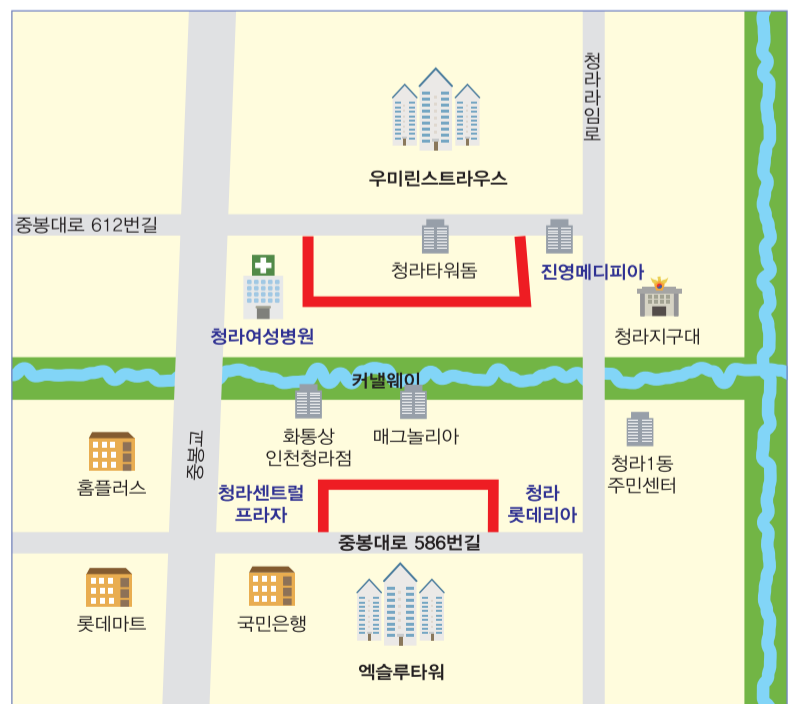 청라라임로
우미린스트라우스
중봉대로 612번길
청라타워돔
진영메디피아
청라여성병원
청라지구대
커낼웨이
화통상
인천청라점
매그놀리아
중봉교
홈플러스
청라1동
주민센터
청라센트럴
프라자
청라
롯데리아
중봉대로 586번길
롯데마트
국민은행
엑슬루타워